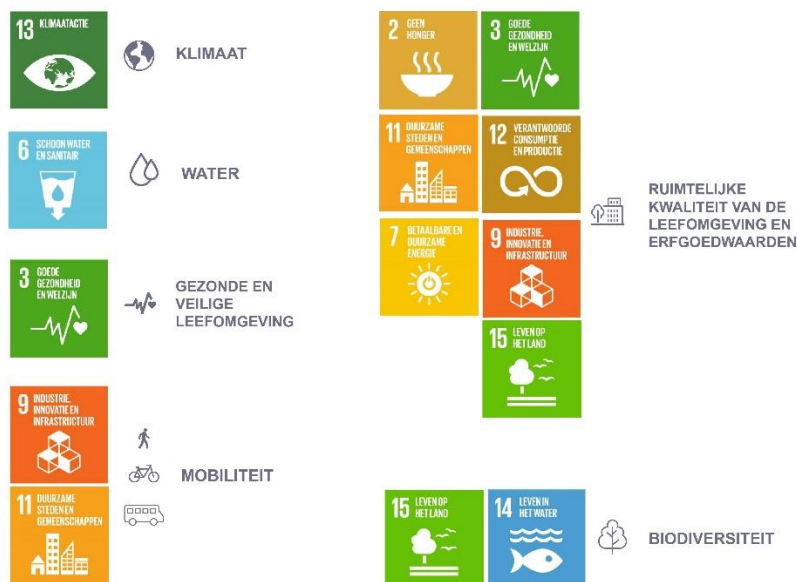 13 KLIMAATACTIE
KLIMAAT
6 SCHOON WATER
EN SANITAIR
WATER
3 GOEDE
GEZONDHEID
EN WELZIJN
GEZONDE EN
VEILIGE
LEEFOMGEVING
9 INDUSTRIE,
INNOVATIE EN
INFRASTRUCTUUR
11 DUURZAME
STEDEN EN
GEMEENSCHAPPEN
MOBILITEIT
2 GEEN
HONGER
3 GOEDE
GEZONDHEID
EN WELZIJN
11 DUURZAME
STEDEN EN
GEMEENSCHAPPEN
12 VERANTWOORDE
CONSUMPTIE
EN PRODUCTIE
7 BETAALBARE EN
DUURZAME
ENERGIE
9 INDUSTRIE,
INNOVATIE EN
INFRASTRUCTUUR
15 LEVEN OP
HET LAND
RUIMTELIJKE
KWALITEIT VAN DE
LEEFOMGEVING EN
ERFGOEDWAARDEN
15 LEVEN OP
HET LAND
14 LEVEN IN
HET WATER
BIODIVERSITEIT